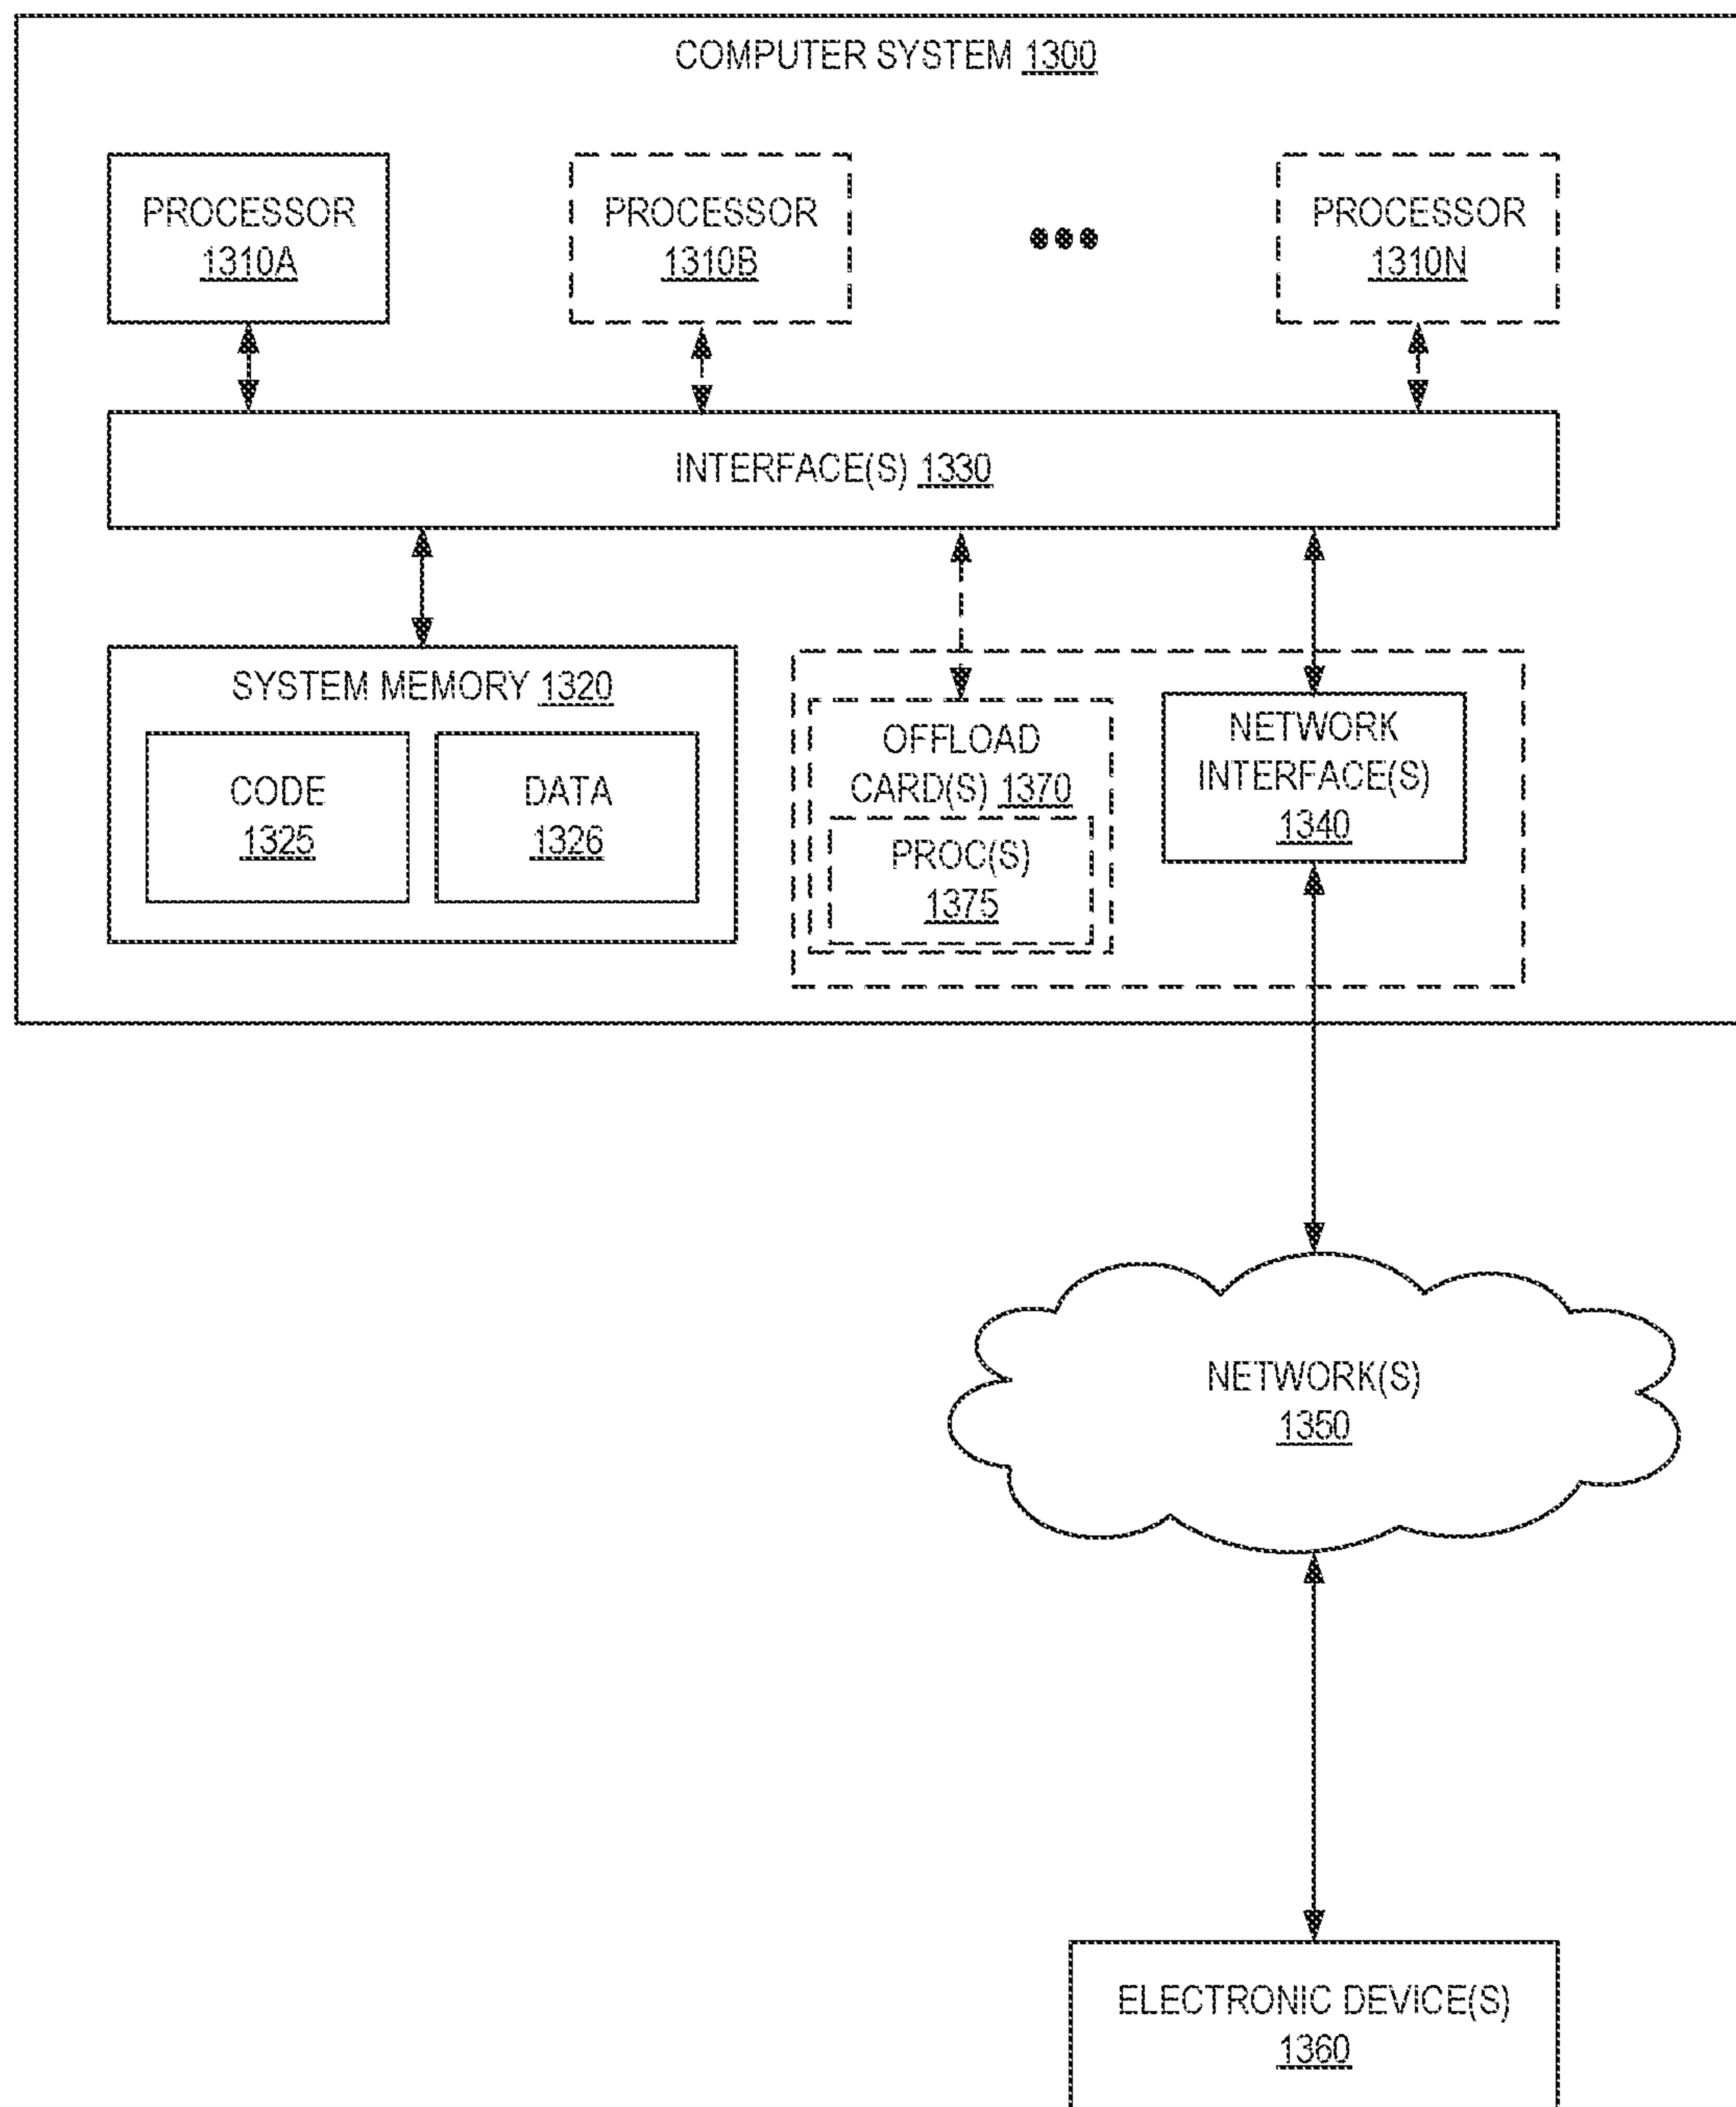 COMPUTER SYSTEM 1300
PROCESSOR
1310A
PROCESSOR
1310B
PROCESSOR
1310N
INTERFACE(S) 1330
SYSTEM MEMORY 1320
CODE
1325
DATA
1326
OFFLOAD
CARD(S) 1370
PROC(S)
1375
NETWORK
INTERFACE(S)
1340
NETWORK(S)
1350
ELECTRONIC DEVICE(S)
1360